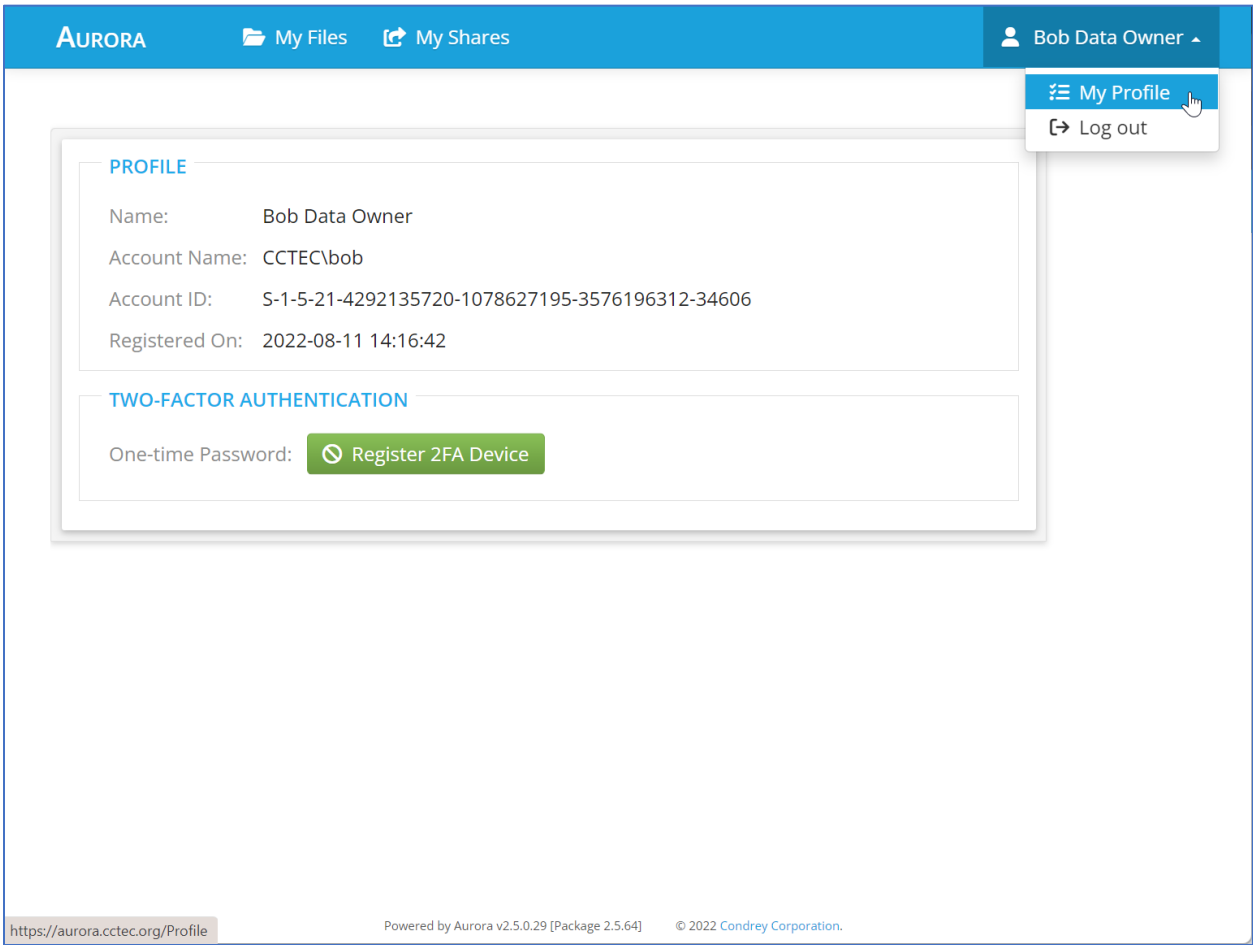 AURORA My Files My Shares Bob Data Owner
My Profile
Log out
PROFILE
Name: Bob Data Owner
Account Name: CCTEC\bob
Account ID: S-1-5-21-4292135720-1078627195-3576196312-34606
Registered On: 2022-08-11 14:16:42
TWO-FACTOR AUTHENTICATION
One-time Password: Register 2FA Device
Powered by Aurora v2.5.0.29 [Package 2.5.64] © 2022 Condrey Corporation.
https://aurora.cctec.org/Profile